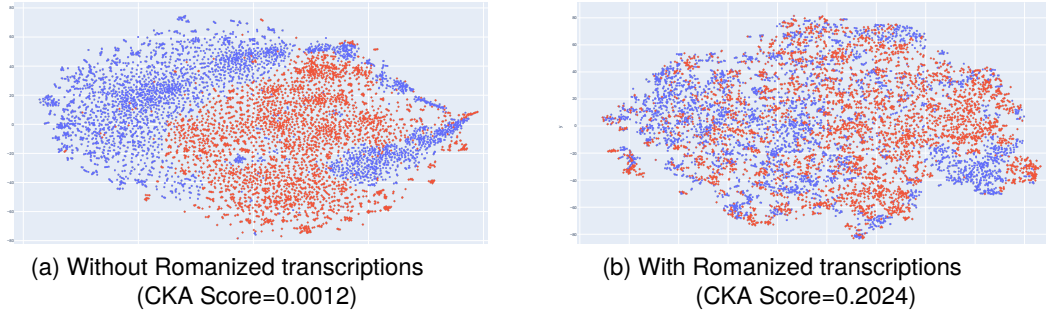 (a) Without Romanized transcriptions
(CKA Score=0.0012)
(b) With Romanized transcriptions
(CKA Score=0.2024)